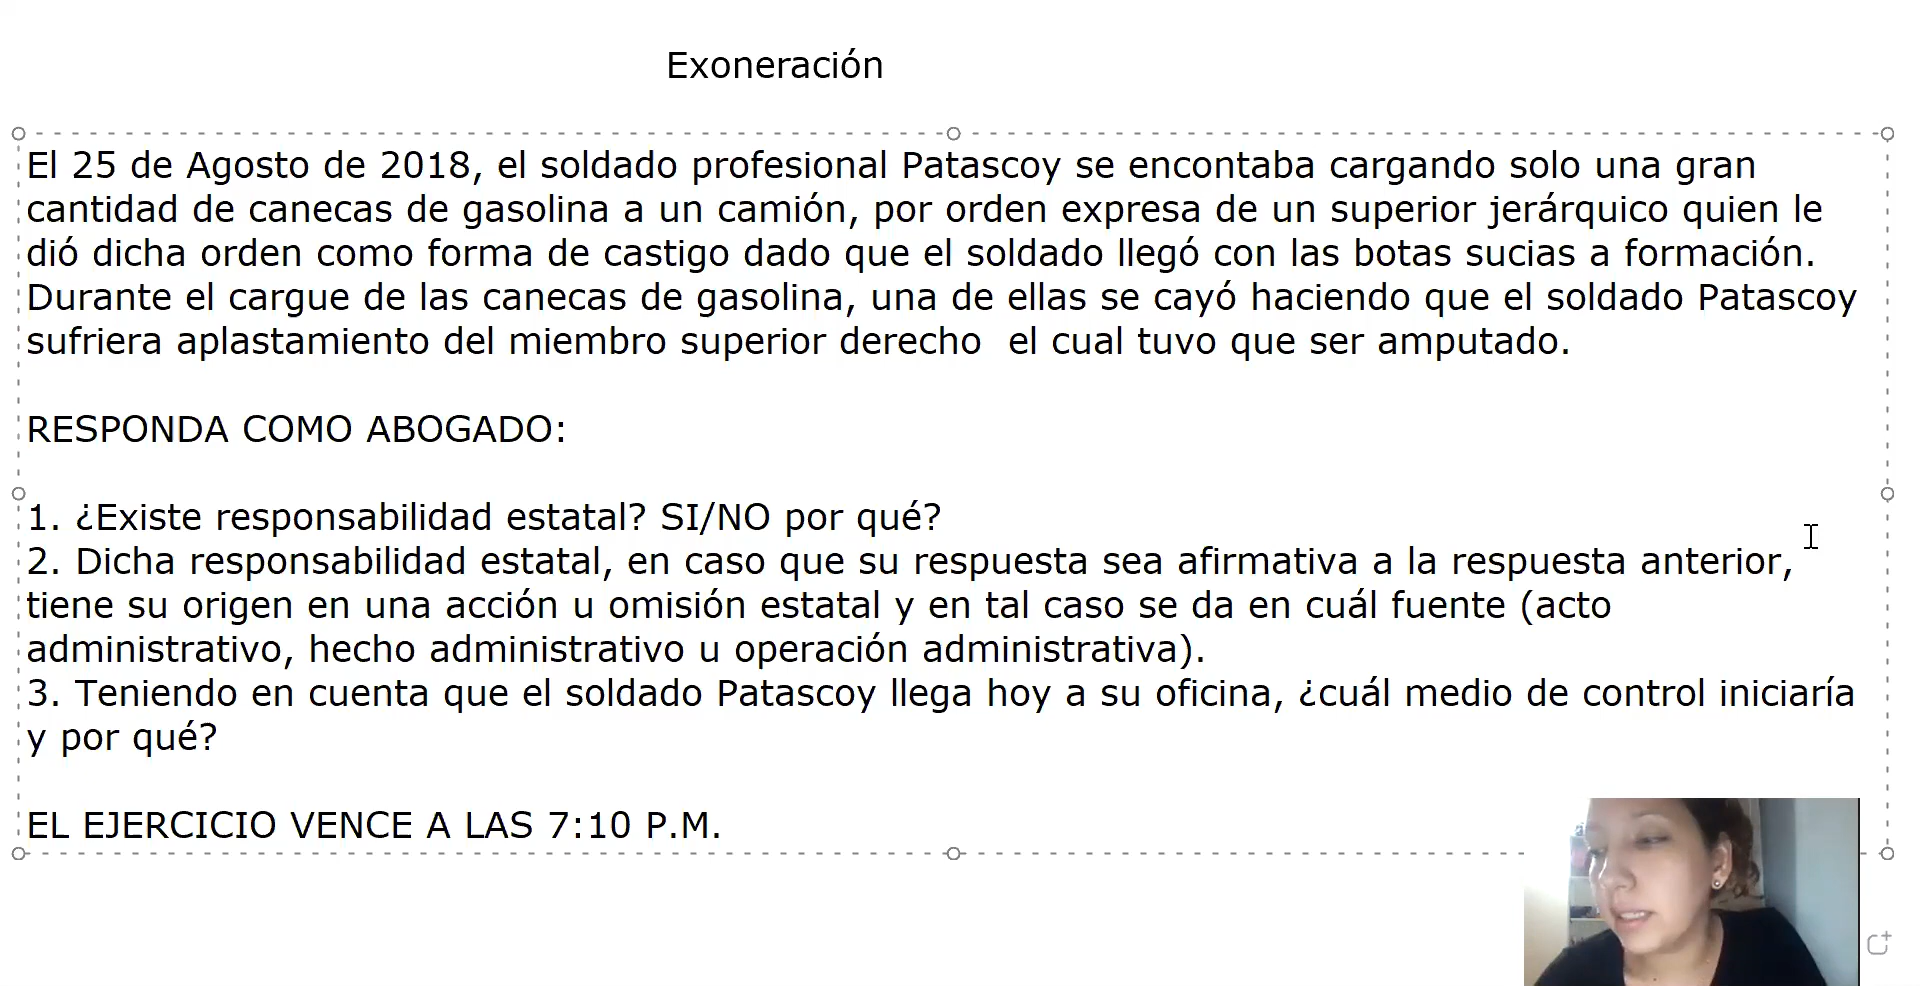 Exoneración
El 25 de Agosto de 2018, el soldado profesional Patascoy se encontaba cargando solo una gran
cantidad de canecas de gasolina a un camión, por orden expresa de un superior jerárquico quien le
dió dicha orden como forma de castigo dado que el soldado llegó con las botas sucias a formación.
Durante el cargue de las canecas de gasolina, una de ellas se cayó haciendo que el soldado Patascoy
sufriera aplastamiento del miembro superior derecho  el cual tuvo que ser amputado.
RESPONDA COMO ABOGADO:
1. ¿Existe responsabilidad estatal? SI/NO por qué?
2. Dicha responsabilidad estatal, en caso que su respuesta sea afirmativa a la respuesta anterior,
tiene su origen en una acción u omisión estatal y en tal caso se da en cuál fuente (acto
administrativo, hecho administrativo u operación administrativa).
3. Teniendo en cuenta que el soldado Patascoy llega hoy a su oficina, ¿cuál medio de control iniciaría
y por qué?
EL EJERCICIO VENCE A LAS 7:10 P.M.